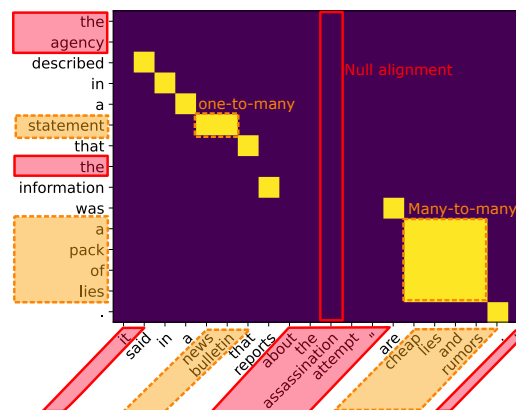 the
agency
described
in
a
statement
that
the
information
was
a
pack
of
lies
.
Null alignment
one-to-many
Many-to-many
it
said
in
a
news
bulletin
that
reports
about
the
assassination
attempt
"
are
cheap
lies
and
rumors
.